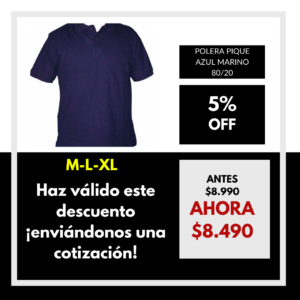 POLERA PIQUE
AZUL MARINO
80/20
5%
OFF
M-L-XL
Haz válido este
descuento
¡enviándonos una
cotización!
ANTES
$8.990
AHORA
$8.490